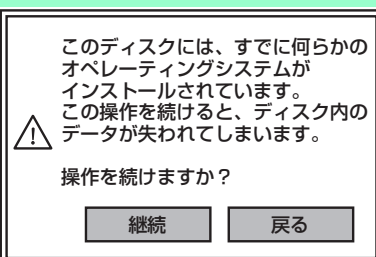 このディスクには、すでに何らかの
オペレーティングシステムが
インストールされています。
この操作を続けると、ディスク内の
データが失われてしまいます。
操作を続けますか？
継続 戻る